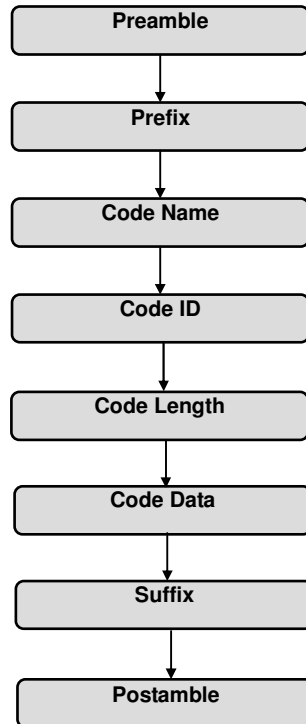 Preamble
Prefix
Code Name
Code ID
Code Length
Code Data
Suffix
Postamble